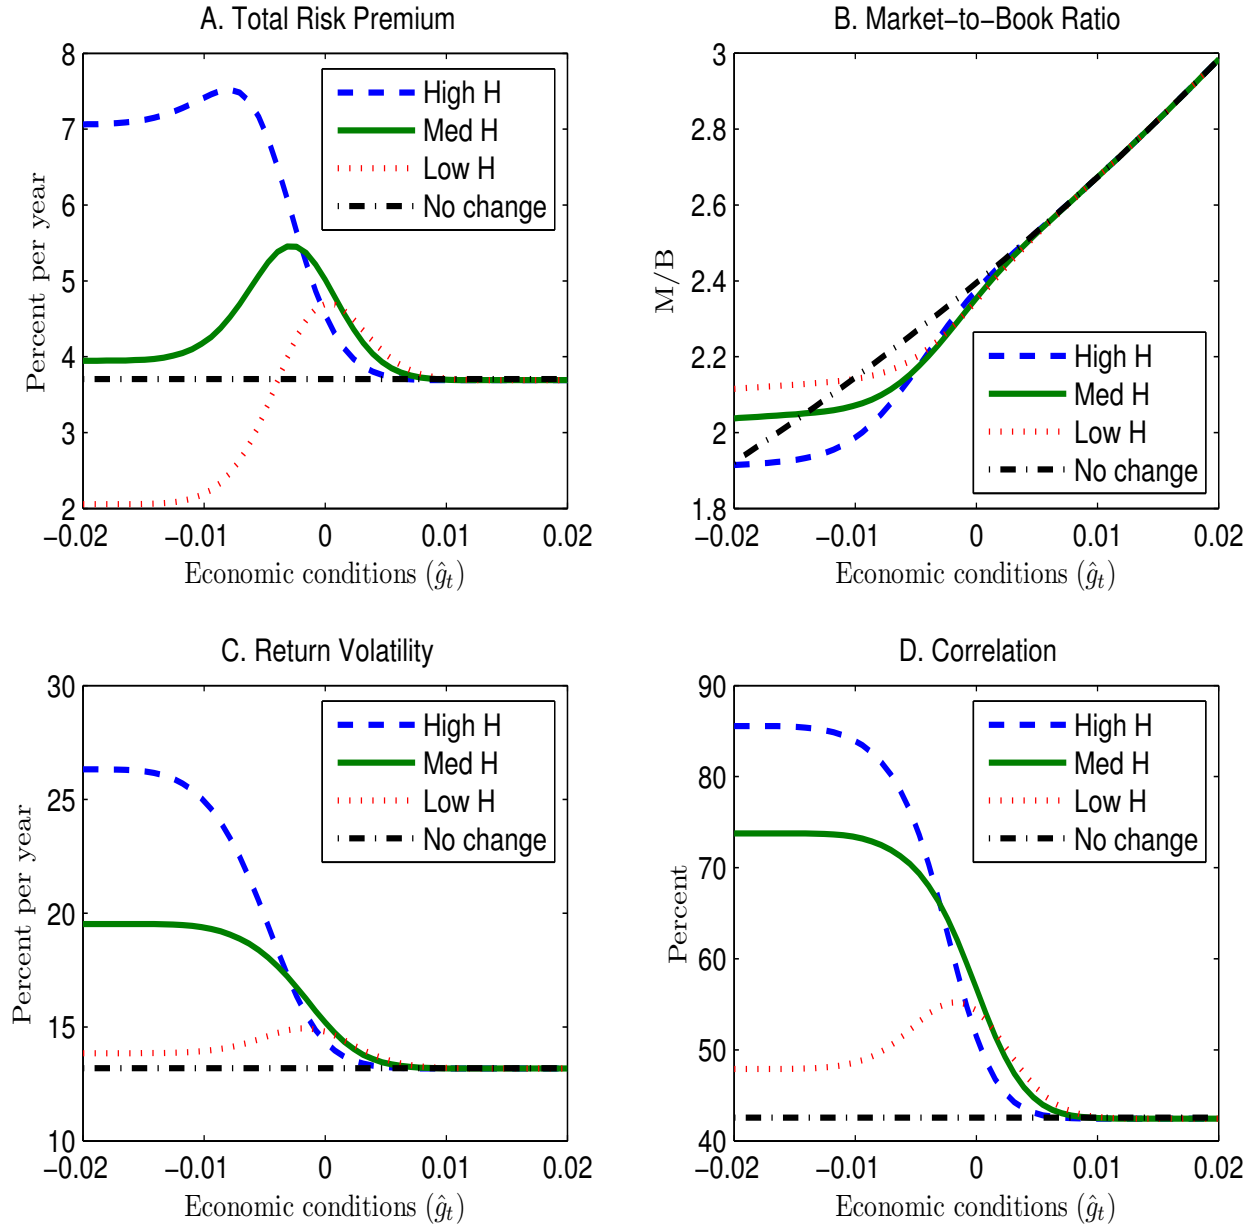 A. Total Risk Premium
Percent per year
8
7
6
5
4
3
2
High H
Med H
Low H
No change
-0.02
-0.01
0
0.01
0.02
Economic conditions (ĝt)
B. Market-to-Book Ratio
M/B
3
2.8
2.6
2.4
2.2
2
1.8
High H
Med H
Low H
No change
-0.02
-0.01
0
0.01
0.02
Economic conditions (ĝt)
C. Return Volatility
Percent per year
30
25
20
15
10
High H
Med H
Low H
No change
-0.02
-0.01
0
0.01
0.02
Economic conditions (ĝt)
D. Correlation
Percent
90
80
70
60
50
40
High H
Med H
Low H
No change
-0.02
-0.01
0
0.01
0.02
Economic conditions (ĝt)